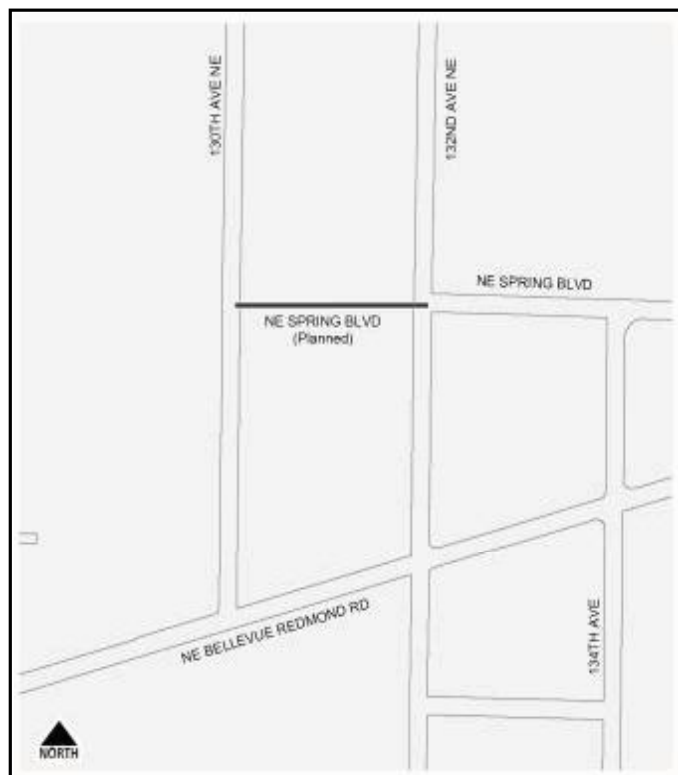 130TH AVE NE
132ND AVE NE
NE SPRING BLVD
NE SPRING BLVD
(Planned)
NE BELLEVUE REDMOND RD
134TH AVE
NORTH